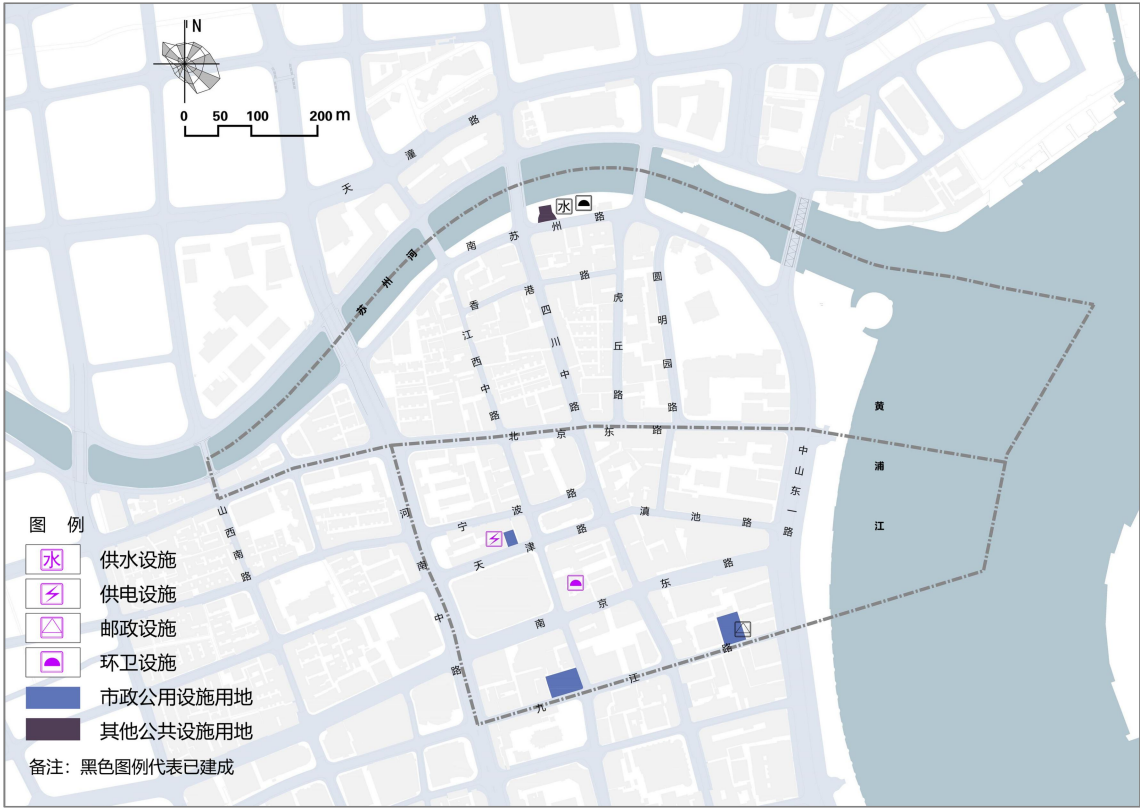 N
0 50 100 200 m
天潼路
南苏州路
苏州河
香港路
虎丘路
圆明园路
江西中路
四川中路
北京东路
黄浦江
中山东一路
山西南路
河南中路
宁波路
滇池路
天津路
南京东路
九江路
水
图 例
水 供水设施
供电设施
邮政设施
环卫设施
市政公用设施用地
其他公共设施用地
备注：黑色图例代表已建成